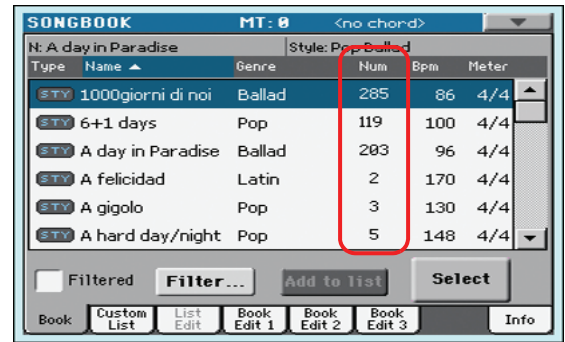 SONGBOOK MT: 0 <no chord>
N: A day in Paradise Style: Pop Ballad
Type Name Genre Num Bpm Meter
STY 1000giorni di noi Ballad 285 86 4/4
STY 6+1 days Pop 119 100 4/4
STY A day in Paradise Ballad 203 96 4/4
STY A felicidad Latin 2 170 4/4
STY A gigolo Pop 3 130 4/4
STY A hard day/night Pop 5 148 4/4
Filtered Filter... Add to list Select
Book Custom List List Edit Book Edit 1 Book Edit 2 Book Edit 3 Info